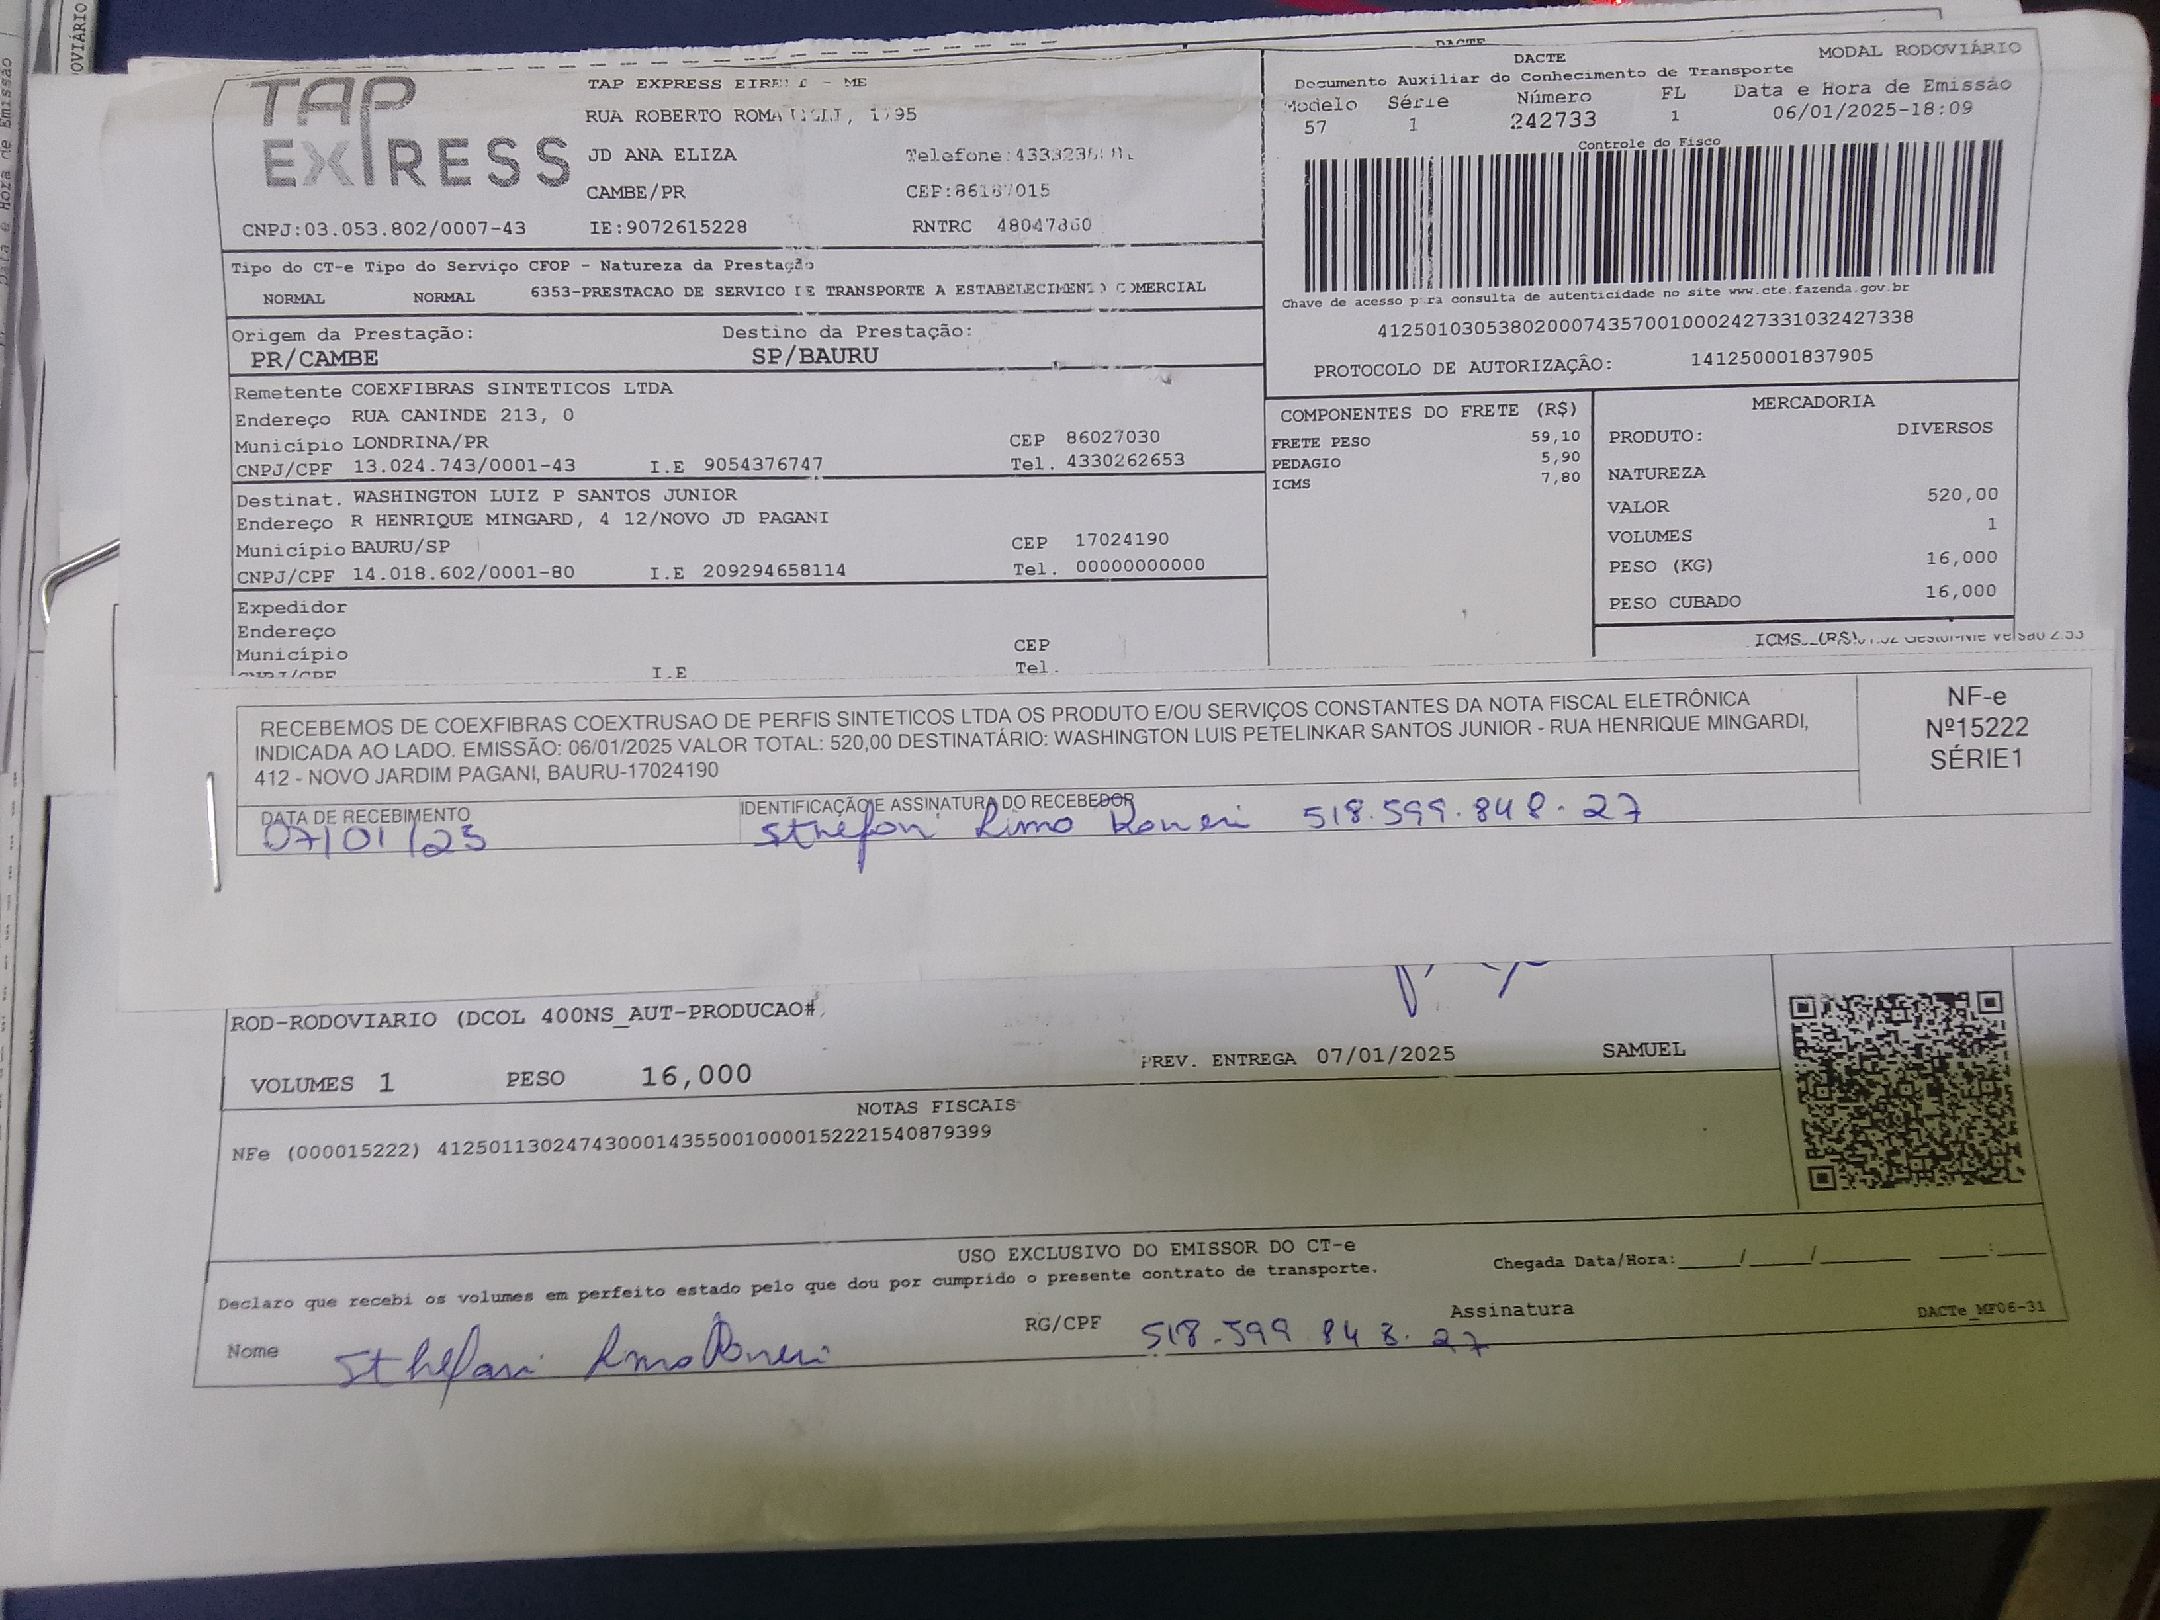 OVIÁRIO
Data e Hora de Emissão
DACTE
TAP EXPRESS
TAP EXPRESS - ME
RUA ROBERTO
JD ANA ELIZA
CAMBE/PR
CNPJ:03.053.802/0007-43 IE:9072615228 RNTRC
DACTE MODAL RODOVIÁRIO
Documento Auxiliar do Conhecimento de Transporte
Modelo Série Número FL Data e Hora de Emissão
57 1 242733 1 06/01/2025-18:09
Controle do Fisco
Chave de acesso para consulta de autenticidade no site www.cte.fazenda.gov.br
41250103053802000743570010002427331032427338
PROTOCOLO DE AUTORIZAÇÃO: 141250001837905
Tipo do CT-e Tipo do Serviço CFOP - Natureza da Prestação
NORMAL NORMAL 6353-PRESTACAO DE SERVICO DE TRANSPORTE A ESTABELECIMENTO COMERCIAL
Origem da Prestação: Destino da Prestação:
PR/CAMBE SP/BAURU
Remetente COEXFIBRAS SINTETICOS LTDA
Endereço RUA CANINDE 213, 0
Município LONDRINA/PR CEP 86027030
CNPJ/CPF 13.024.743/0001-43 I.E 9054376747 Tel. 4330262653
Destinat. WASHINGTON LUIZ P SANTOS JUNIOR
Endereço R HENRIQUE MINGARD, 4 12/NOVO JD PAGANI
Município BAURU/SP CEP 17024190
CNPJ/CPF 14.018.602/0001-80 I.E 209294658114 Tel. 00000000000
Expedidor
Endereço
Município CEP
CNPJ/CPF I.E Tel.
COMPONENTES DO FRETE (R$)
FRETE PESO 59,10
PEDAGIO 5,90
ICMS 7,80
MERCADORIA
PRODUTO: DIVERSOS
NATUREZA
VALOR 520,00
VOLUMES 1
PESO (KG) 16,000
PESO CUBADO 16,000
ICMS (R$)
RECEBEMOS DE COEXFIBRAS COEXTRUSAO DE PERFIS SINTETICOS LTDA OS PRODUTO E/OU SERVIÇOS CONSTANTES DA NOTA FISCAL ELETRÔNICA
INDICADA AO LADO. EMISSÃO: 06/01/2025 VALOR TOTAL: 520,00 DESTINATÁRIO: WASHINGTON LUIS PETELINKAR SANTOS JUNIOR - RUA HENRIQUE MINGARDI,
412 - NOVO JARDIM PAGANI, BAURU-17024190
NF-e
Nº15222
SÉRIE1
DATA DE RECEBIMENTO IDENTIFICAÇÃO E ASSINATURA DO RECEBEDOR
07/01/25 518.599.848.27
ROD-RODOVIARIO (DCOL 400NS_AUT-PRODUCAO#
VOLUMES 1 PESO 16,000 PREV. ENTREGA 07/01/2025 SAMUEL
NOTAS FISCAIS
NFe (000015222) 41250113024743000143550010000152221540879399
USO EXCLUSIVO DO EMISSOR DO CT-e
Declaro que recebi os volumes em perfeito estado pelo que dou por cumprido o presente contrato de transporte.
Chegada Data/Hora:_____/_____/________ ____:____
Nome Sthefani RG/CPF 518.599 848.27 Assinatura
DACTe_MF06-31